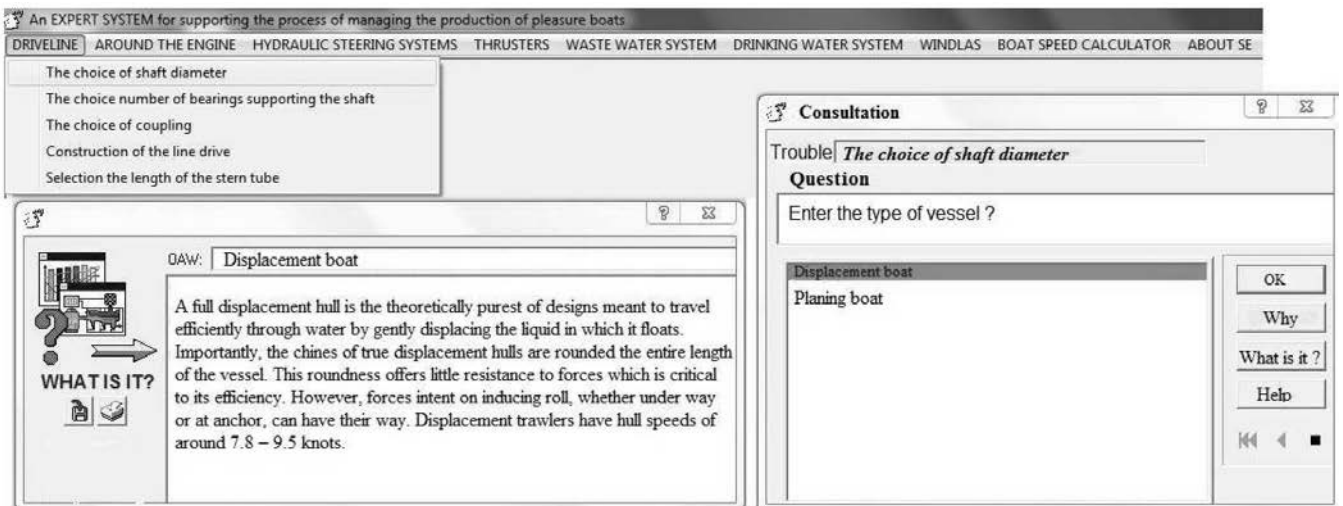 An EXPERT SYSTEM for supporting the process of managing the production of pleasure boats
DRIVELINE AROUND THE ENGINE HYDRAULIC STEERING SYSTEMS THRUSTERS WASTE WATER SYSTEM DRINKING WATER SYSTEM WINDLAS BOAT SPEED CALCULATOR ABOUT SE
The choice of shaft diameter
The choice number of bearings supporting the shaft
The choice of coupling
Construction of the line drive
Selection the length of the stern tube
OAW: Displacement boat
A full displacement hull is the theoretically purest of designs meant to travel
efficiently through water by gently displacing the liquid in which it floats.
Importantly, the chines of true displacement hulls are rounded the entire length
of the vessel. This roundness offers little resistance to forces which is critical
to its efficiency. However, forces intent on inducing roll, whether under way
or at anchor, can have their way. Displacement trawlers have hull speeds of
around 7.8 – 9.5 knots.
WHAT IS IT?
Consultation
Trouble The choice of shaft diameter
Question
Enter the type of vessel ?
Displacement boat
Planing boat
OK
Why
What is it ?
Help